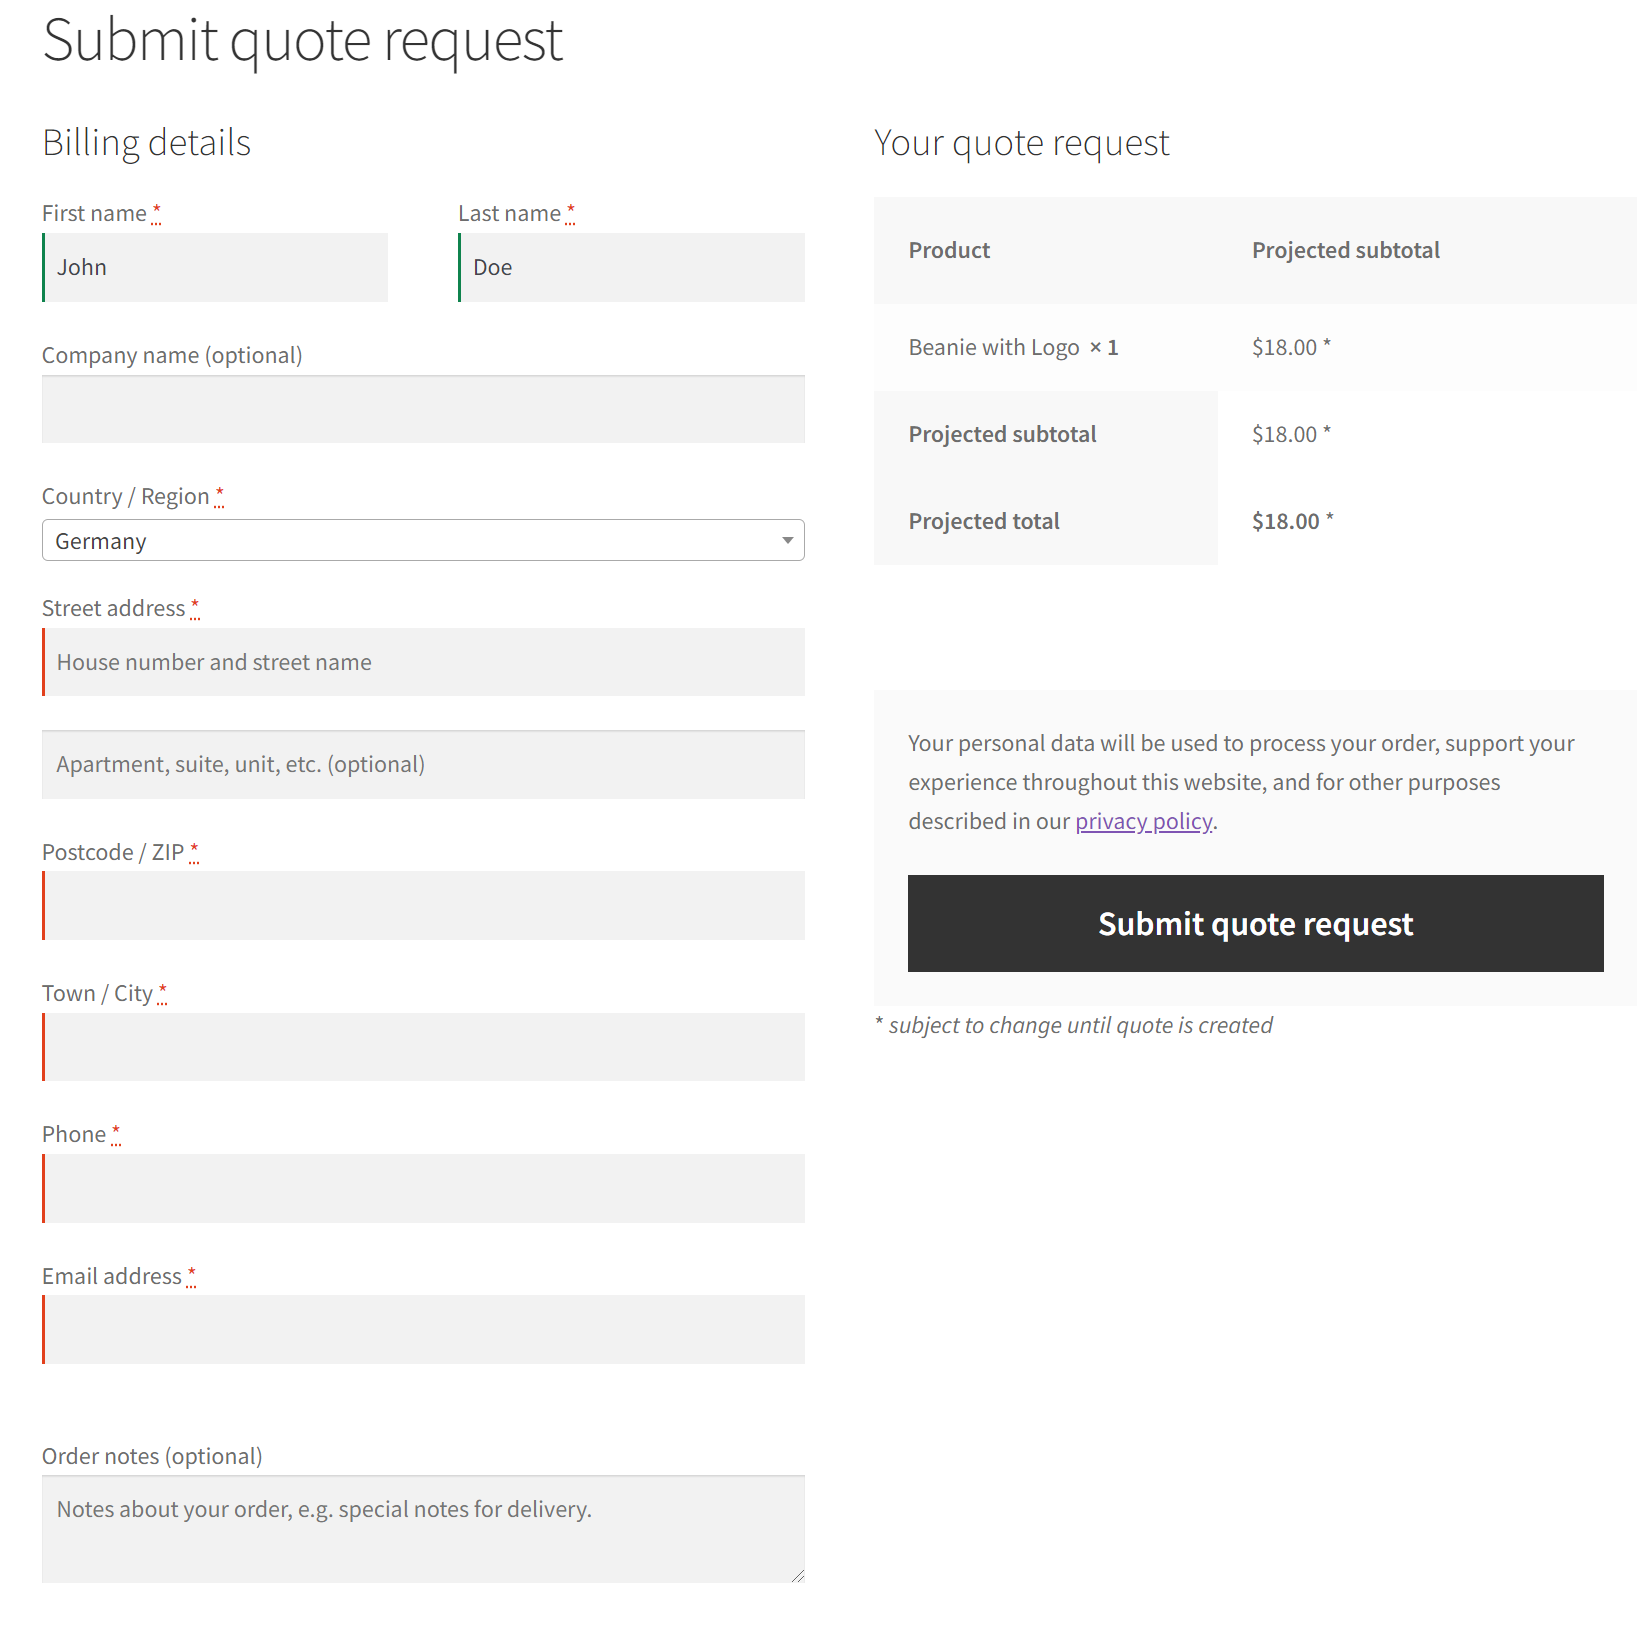 Submit quote request
Billing details
First name *
Last name *
John
Doe
Company name (optional)
Country / Region *
Germany
Street address *
House number and street name
Apartment, suite, unit, etc. (optional)
Postcode / ZIP *
Town / City *
Phone *
Email address *
Order notes (optional)
Notes about your order, e.g. special notes for delivery.
Your quote request
Product Projected subtotal
Beanie with Logo × 1 $18.00 *
Projected subtotal $18.00 *
Projected total $18.00 *
Your personal data will be used to process your order, support your
experience throughout this website, and for other purposes
described in our privacy policy.
Submit quote request
* subject to change until quote is created